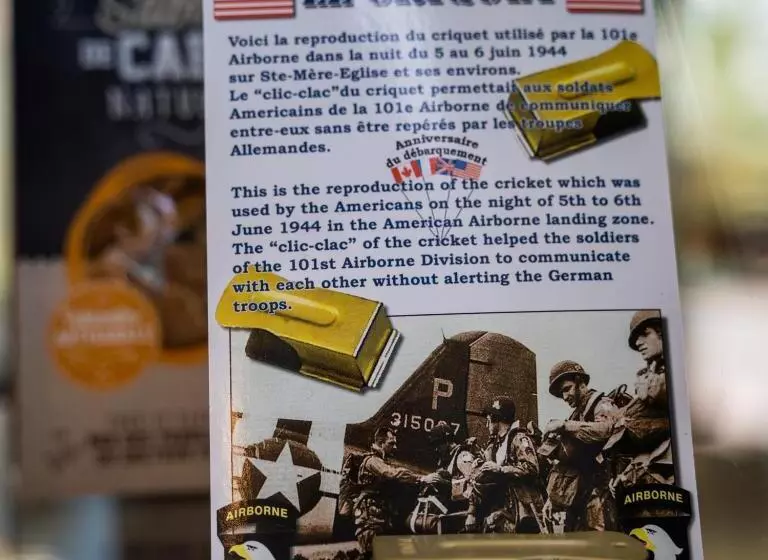 Voici la reproduction du criquet utilisé par la 101e
Airborne dans la nuit du 5 au 6 juin 1944
sur Ste-Mère-Eglise et ses environs.
Le “clic-clac”du criquet permettait aux soldats
Americains de la 101e Airborne de communiquer
entre-eux sans être repérés par les troupes
Allemandes.
Anniversaire
du débarquement
This is the reproduction of the cricket which was
used by the Americans on the night of 5th to 6th
June 1944 in the American Airborne landing zone.
The “clic-clac” of the cricket helped the soldiers
of the 101st Airborne Division to communicate
with each other without alerting the German
troops.
P
AIRBORNE
AIRBORNE